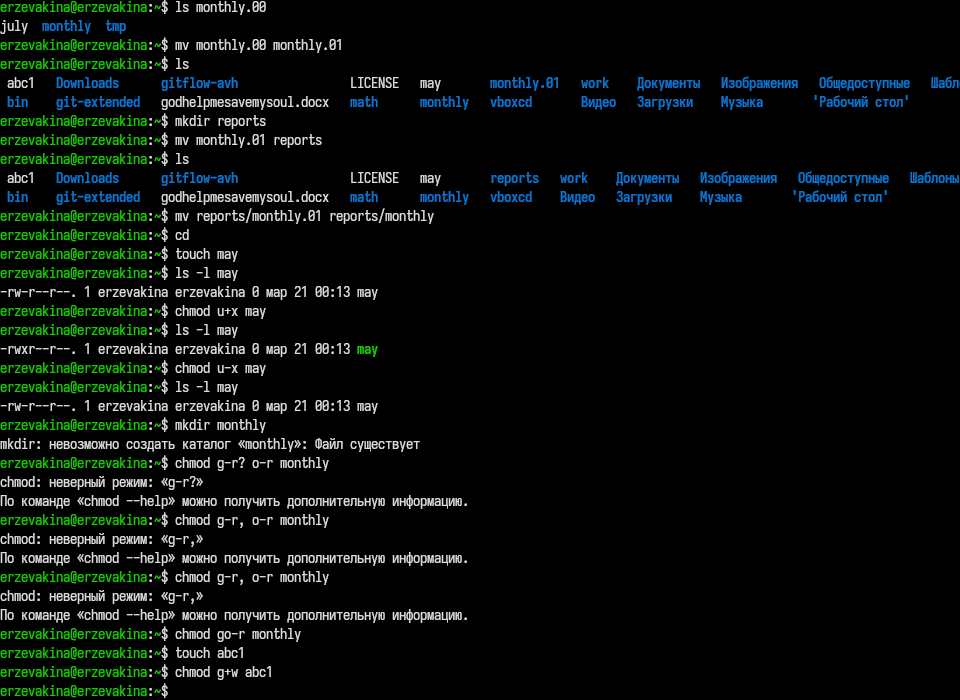 erzevakina@erzevakina:~$ ls monthly.00
july monthly tmp
erzevakina@erzevakina:~$ mv monthly.00 monthly.01
erzevakina@erzevakina:~$ ls
abc1 Downloads gitflow-avh LICENSE may monthly.01 work Документы Изображения Общедоступные Шабло
bin git-extended godhelpmesavemysoul.docx math monthly vboxcd Видео Загрузки Музыка 'Рабочий стол'
erzevakina@erzevakina:~$ mkdir reports
erzevakina@erzevakina:~$ mv monthly.01 reports
erzevakina@erzevakina:~$ ls
abc1 Downloads gitflow-avh LICENSE may reports work Документы Изображения Общедоступные Шаблоны
bin git-extended godhelpmesavemysoul.docx math monthly vboxcd Видео Загрузки Музыка 'Рабочий стол'
erzevakina@erzevakina:~$ mv reports/monthly.01 reports/monthly
erzevakina@erzevakina:~$ cd
erzevakina@erzevakina:~$ touch may
erzevakina@erzevakina:~$ ls -l may
-rw-r--r--. 1 erzevakina erzevakina 0 мар 21 00:13 may
erzevakina@erzevakina:~$ chmod u+x may
erzevakina@erzevakina:~$ ls -l may
-rwxr--r--. 1 erzevakina erzevakina 0 мар 21 00:13 may
erzevakina@erzevakina:~$ chmod u-x may
erzevakina@erzevakina:~$ ls -l may
-rw-r--r--. 1 erzevakina erzevakina 0 мар 21 00:13 may
erzevakina@erzevakina:~$ mkdir monthly
mkdir: невозможно создать каталог «monthly»: Файл существует
erzevakina@erzevakina:~$ chmod g-r? o-r monthly
chmod: неверный режим: «g-r?»
По команде «chmod --help» можно получить дополнительную информацию.
erzevakina@erzevakina:~$ chmod g-r, o-r monthly
chmod: неверный режим: «g-r,»
По команде «chmod --help» можно получить дополнительную информацию.
erzevakina@erzevakina:~$ chmod g-r, o-r monthly
chmod: неверный режим: «g-r,»
По команде «chmod --help» можно получить дополнительную информацию.
erzevakina@erzevakina:~$ chmod go-r monthly
erzevakina@erzevakina:~$ touch abc1
erzevakina@erzevakina:~$ chmod g+w abc1
erzevakina@erzevakina:~$